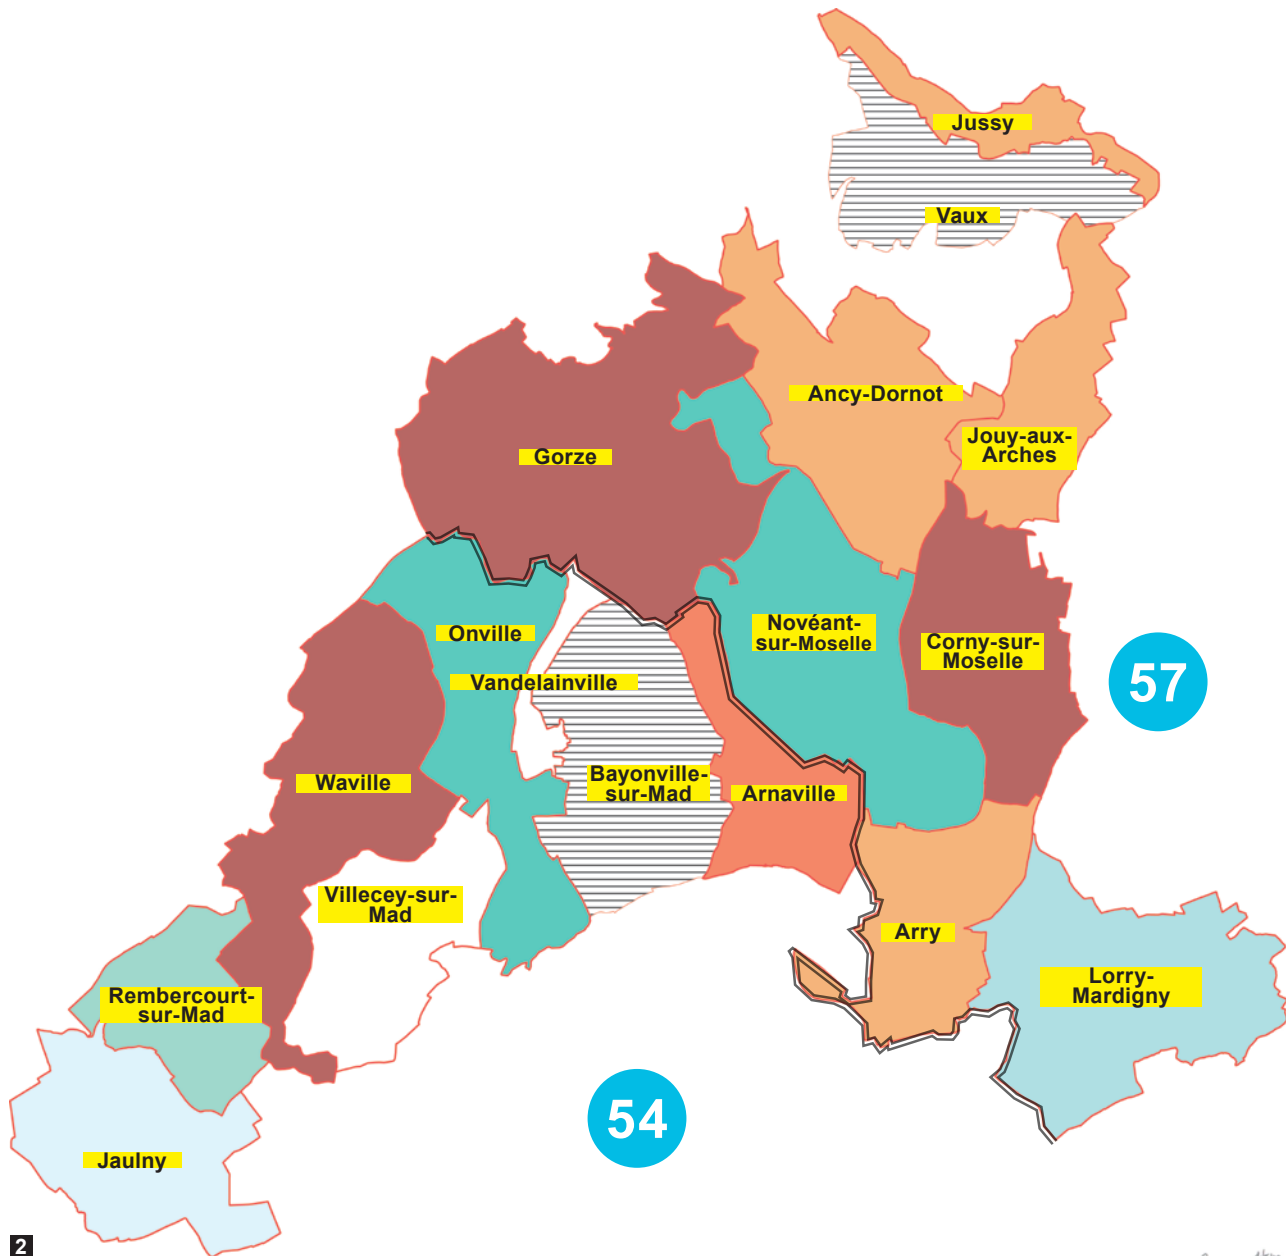 Jussy
Vaux
Ancy-Dornot
Jouy-aux-
Arches
Gorze
Onville
Novéant-
sur-Moselle
Corny-sur-
Moselle
Vandelainville
57
Waville
Bayonville-
sur-Mad
Arnaville
Villecey-sur-
Mad
Arry
Lorry-
Mardigny
Rembercourt-
sur-Mad
54
Jaulny
2